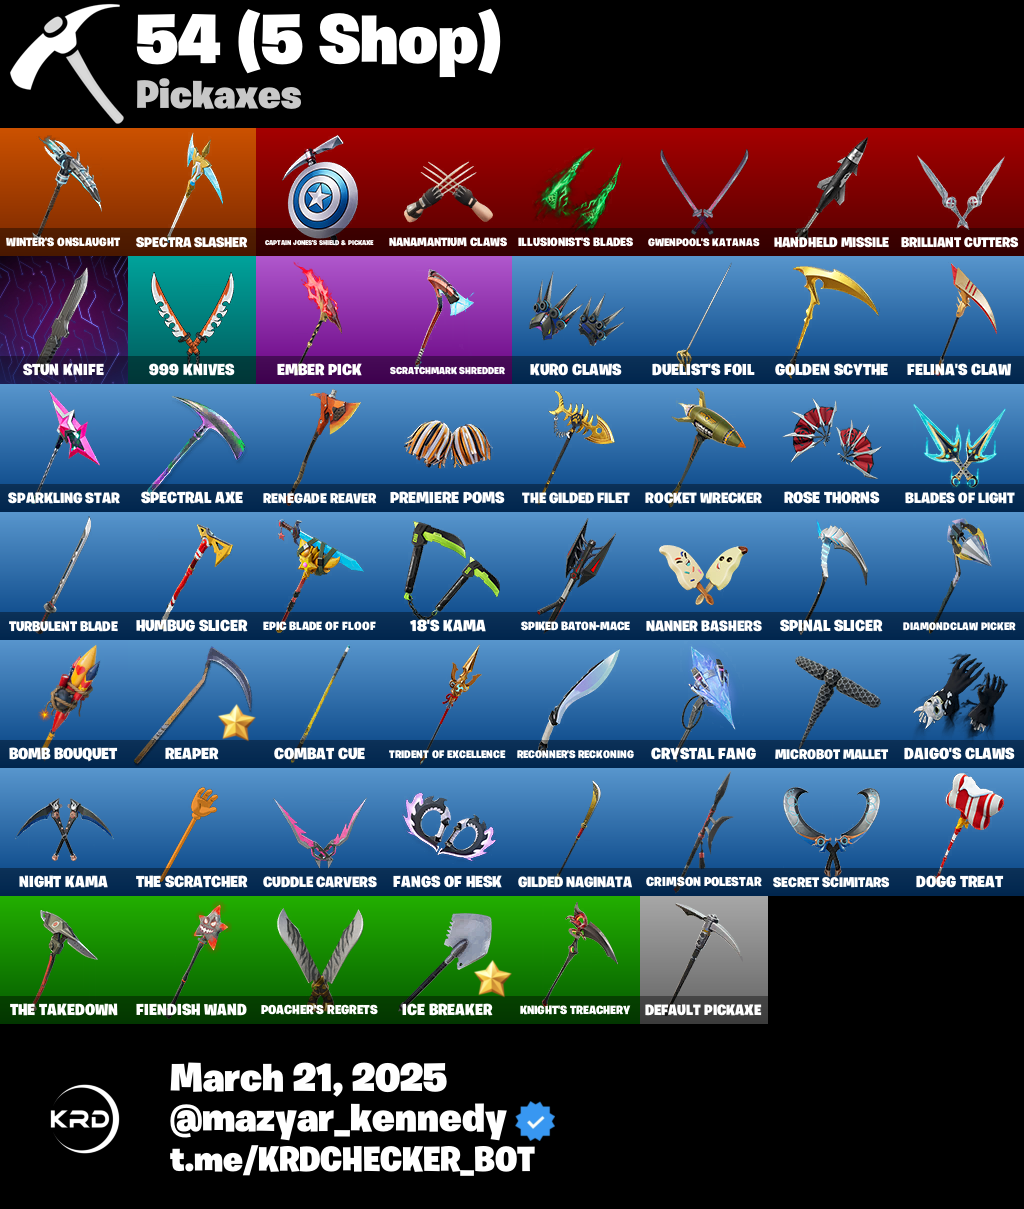 54 (5 Shop)
Pickaxes
WINTER'S ONSLAUGHT
SPECTRA SLASHER
CAPTAIN JONES'S SHIELD & PICKAXE
NANAMANTIUM CLAWS
ILLUSIONIST'S BLADES
GWENPOOL'S KATANAS
HANDHELD MISSILE
BRILLIANT CUTTERS
STUN KNIFE
999 KNIVES
EMBER PICK
SCRATCHMARK SHREDDER
KURO CLAWS
DUELIST'S FOIL
GOLDEN SCYTHE
FELINA'S CLAW
SPARKLING STAR
SPECTRAL AXE
RENEGADE REAVER
PREMIERE POMS
THE GILDED FILET
ROCKET WRECKER
ROSE THORNS
BLADES OF LIGHT
TURBULENT BLADE
HUMBUG SLICER
EPIC BLADE OF FLOOF
18'S KAMA
SPIKED BATON-MACE
NANNER BASHERS
SPINAL SLICER
DIAMONDCLAW PICKER
BOMB BOUQUET
REAPER
COMBAT CUE
TRIDENT OF EXCELLENCE
RECONNER'S RECKONING
CRYSTAL FANG
MICROBOT MALLET
DAIGO'S CLAWS
NIGHT KAMA
THE SCRATCHER
CUDDLE CARVERS
FANGS OF HESK
GILDED NAGINATA
CRIMSON POLESTAR
SECRET SCIMITARS
DOGG TREAT
THE TAKEDOWN
FIENDISH WAND
POACHER'S REGRETS
ICE BREAKER
KNIGHT'S TREACHERY
DEFAULT PICKAXE
KRD
March 21, 2025
@mazyar_kennedy
t.me/KRDCHECKER_BOT